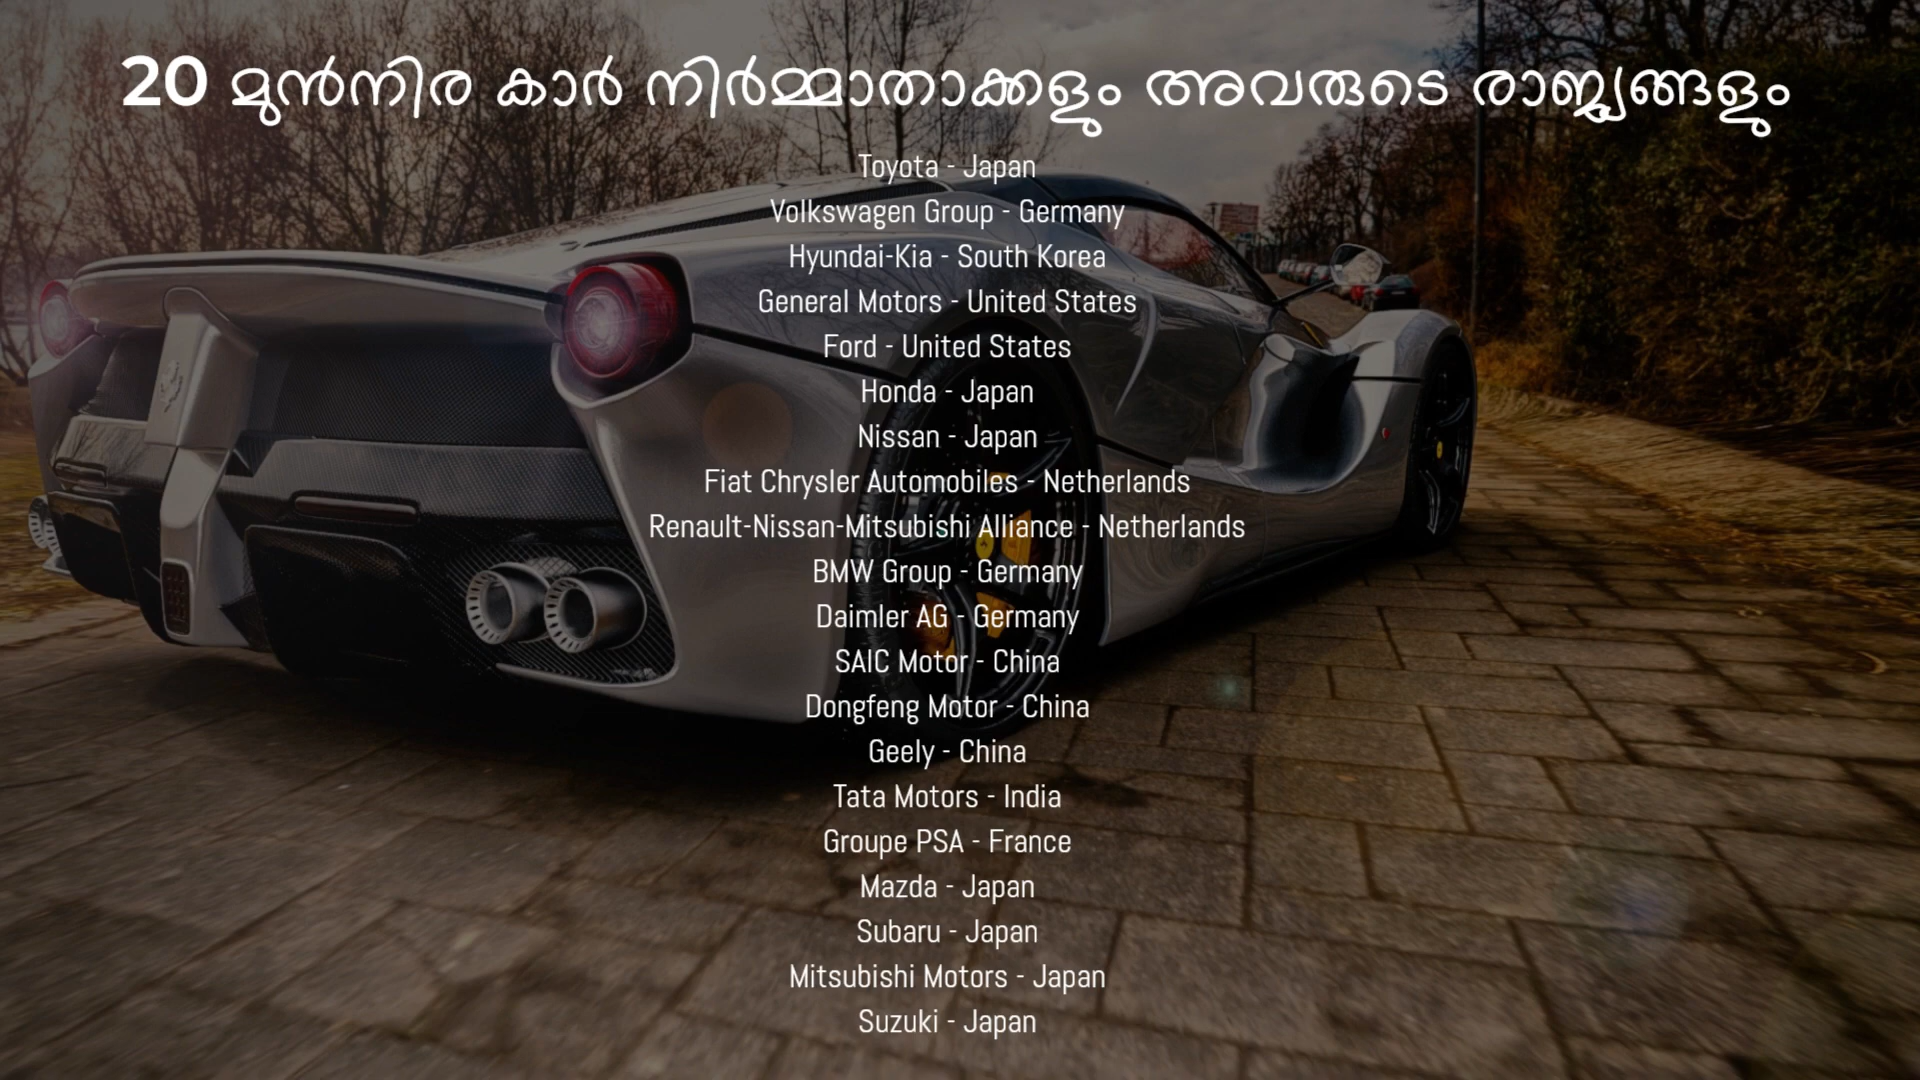 20 മുൻനിര കാർ നിർമ്മാതാക്കളും അവരുടെ രാജ്യങ്ങളും
Toyota - Japan
Volkswagen Group - Germany
Hyundai-Kia - South Korea
General Motors - United States
Ford - United States
Honda - Japan
Nissan - Japan
Fiat Chrysler Automobiles - Netherlands
Renault-Nissan-Mitsubishi Alliance - Netherlands
BMW Group - Germany
Daimler AG - Germany
SAIC Motor - China
Dongfeng Motor - China
Geely - China
Tata Motors - India
Groupe PSA - France
Mazda - Japan
Subaru - Japan
Mitsubishi Motors - Japan
Suzuki - Japan